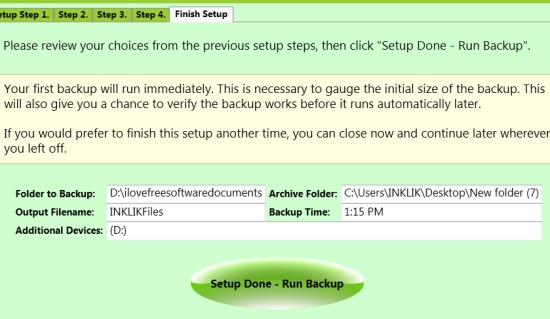 etup Step 1. Step 2. Step 3. Step 4. Finish Setup
Please review your choices from the previous setup steps, then click "Setup Done - Run Backup".
Your first backup will run immediately. This is necessary to gauge the initial size of the backup. This
will also give you a chance to verify the backup works before it runs automatically later.
If you would prefer to finish this setup another time, you can close now and continue later wherever
you left off.
Folder to Backup: D:\ilovefreesoftwaredocuments Archive Folder: C:\Users\INKLIK\Desktop\New folder (7)
Output Filename: INKLIKFiles Backup Time: 1:15 PM
Additional Devices: (D:)
Setup Done - Run Backup